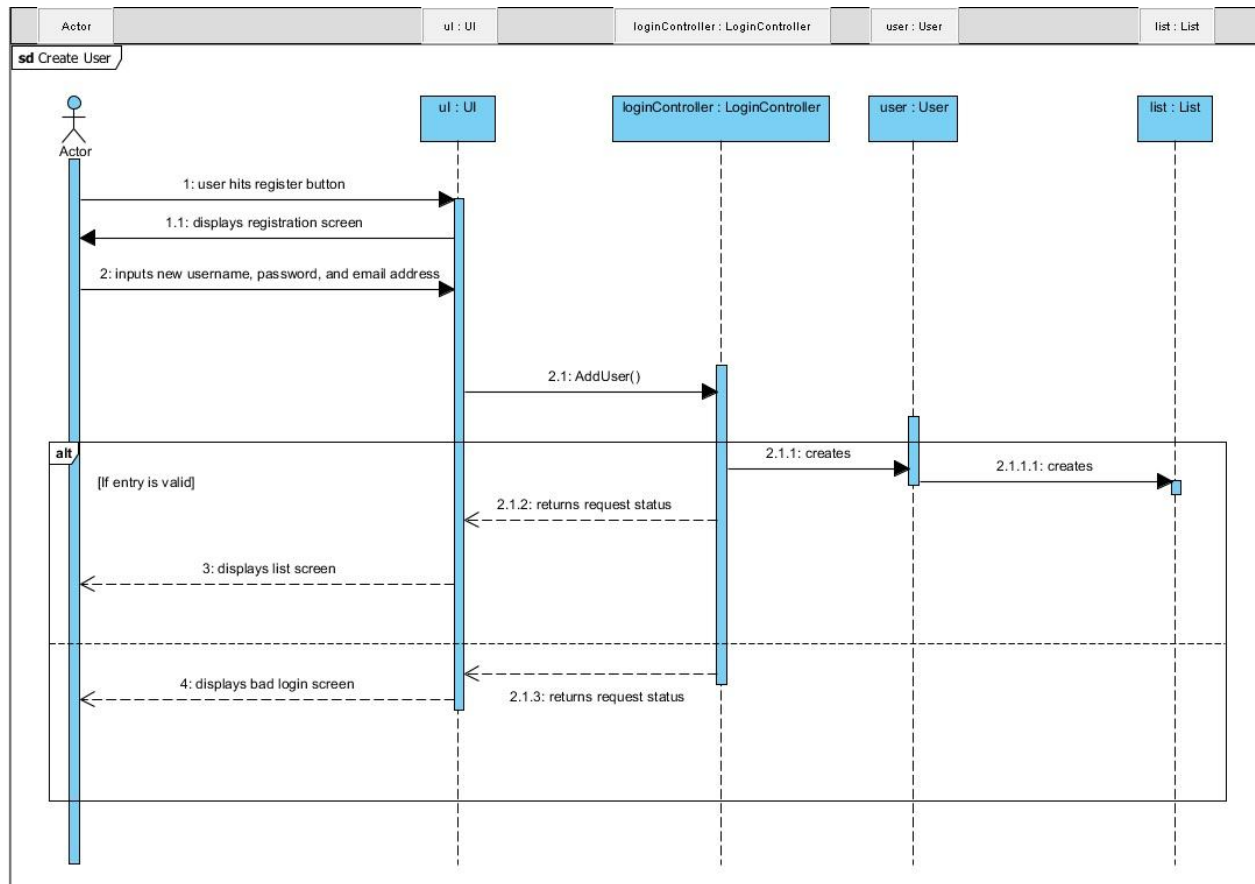 Actor
uI : UI
loginController : LoginController
user : User
list : List
sd Create User
uI : UI
loginController : LoginController
user : User
list : List
Actor
1: user hits register button
1.1: displays registration screen
2: inputs new username, password, and email address
2.1: AddUser()
alt
2.1.1: creates
2.1.1.1: creates
[If entry is valid]
2.1.2: returns request status
3: displays list screen
4: displays bad login screen
2.1.3: returns request status